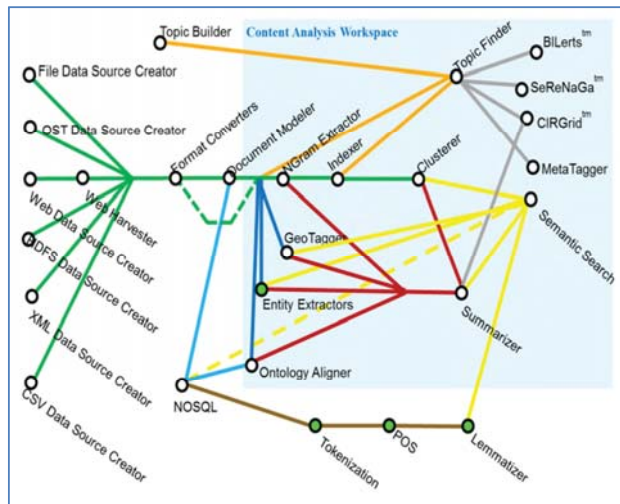 Topic Builder
Content Analysis Workspace
Topic Finder
BILerts™
SeReNaGa™
CIRGrid™
MetaTagger
File Data Source Creator
OST Data Source Creator
Format Converters
Document Modeler
NGram Extractor
Indexer
Clusterer
Web Harvester
Web Data Source Creator
HDFS Data Source Creator
XML Data Source Creator
CSV Data Source Creator
GeoTagger
Entity Extractors
Semantic Search
Summarizer
Ontology Aligner
NOSQL
Tokenization
POS
Lemmatizer